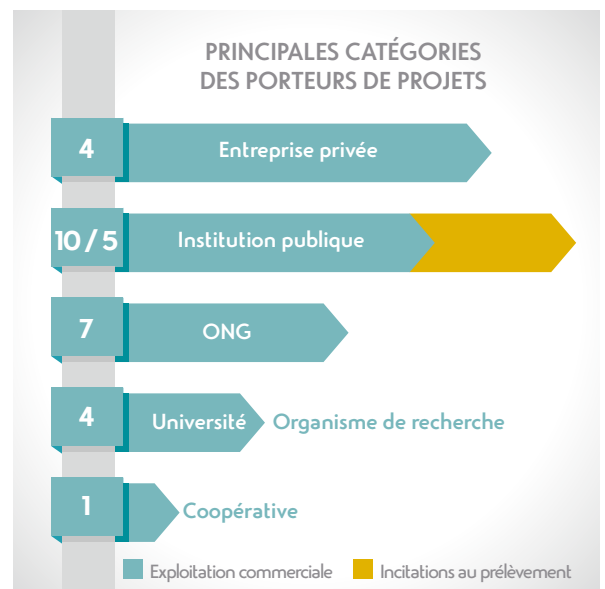 PRINCIPALES CATÉGORIES
DES PORTEURS DE PROJETS
4 Entreprise privée
10 / 5 Institution publique
7 ONG
4 Université Organisme de recherche
1 Coopérative
Exploitation commerciale Incitations au prélèvement